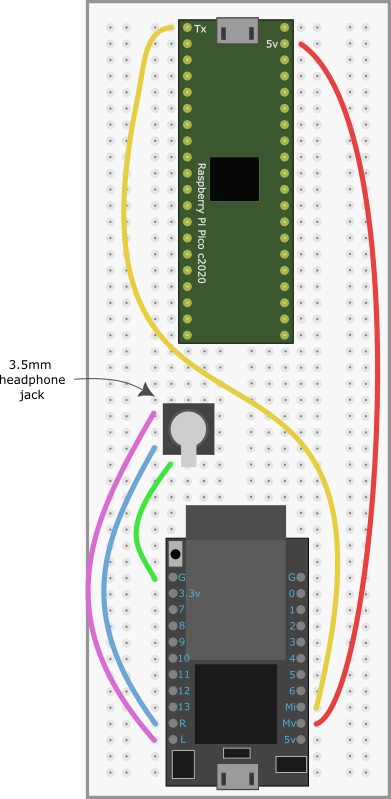 Tx
5v
Raspberry Pi Pico c2020
3.5mm
headphone
jack
G G
3.3v 0
7 1
8 2
9 3
10 4
11 5
12 6
13 Mi
R Mv
L 5v